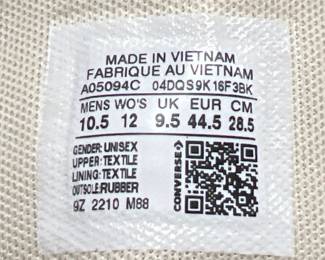 MADE IN VIETNAM
FABRIQUE AU VIETNAM
A05094C 04DQS9K16F3BK
MENS WO'S UK EUR CM
10.5 12 9.5 44.5 28.5
GENDER: UNISEX
UPPER: TEXTILE
LINING: TEXTILE
OUTSOLE: RUBBER
9Z 2210 M88
CONVERSE